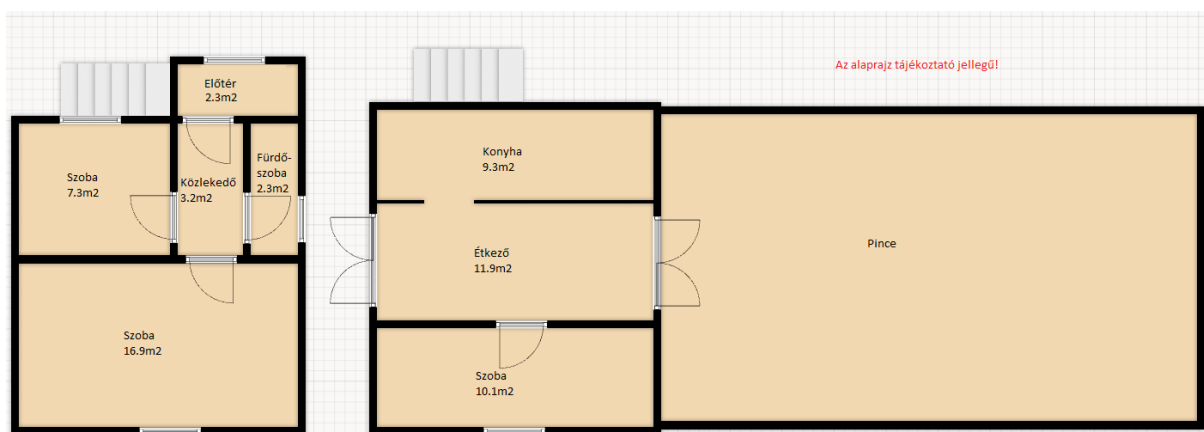 Az alaprajz tájékoztató jellegű!
Előtér
2.3m2
Szoba
7.3m2
Közlekedő
3.2m2
Fürdő-
szoba
2.3m2
Szoba
16.9m2
Konyha
9.3m2
Étkező
11.9m2
Szoba
10.1m2
Pince